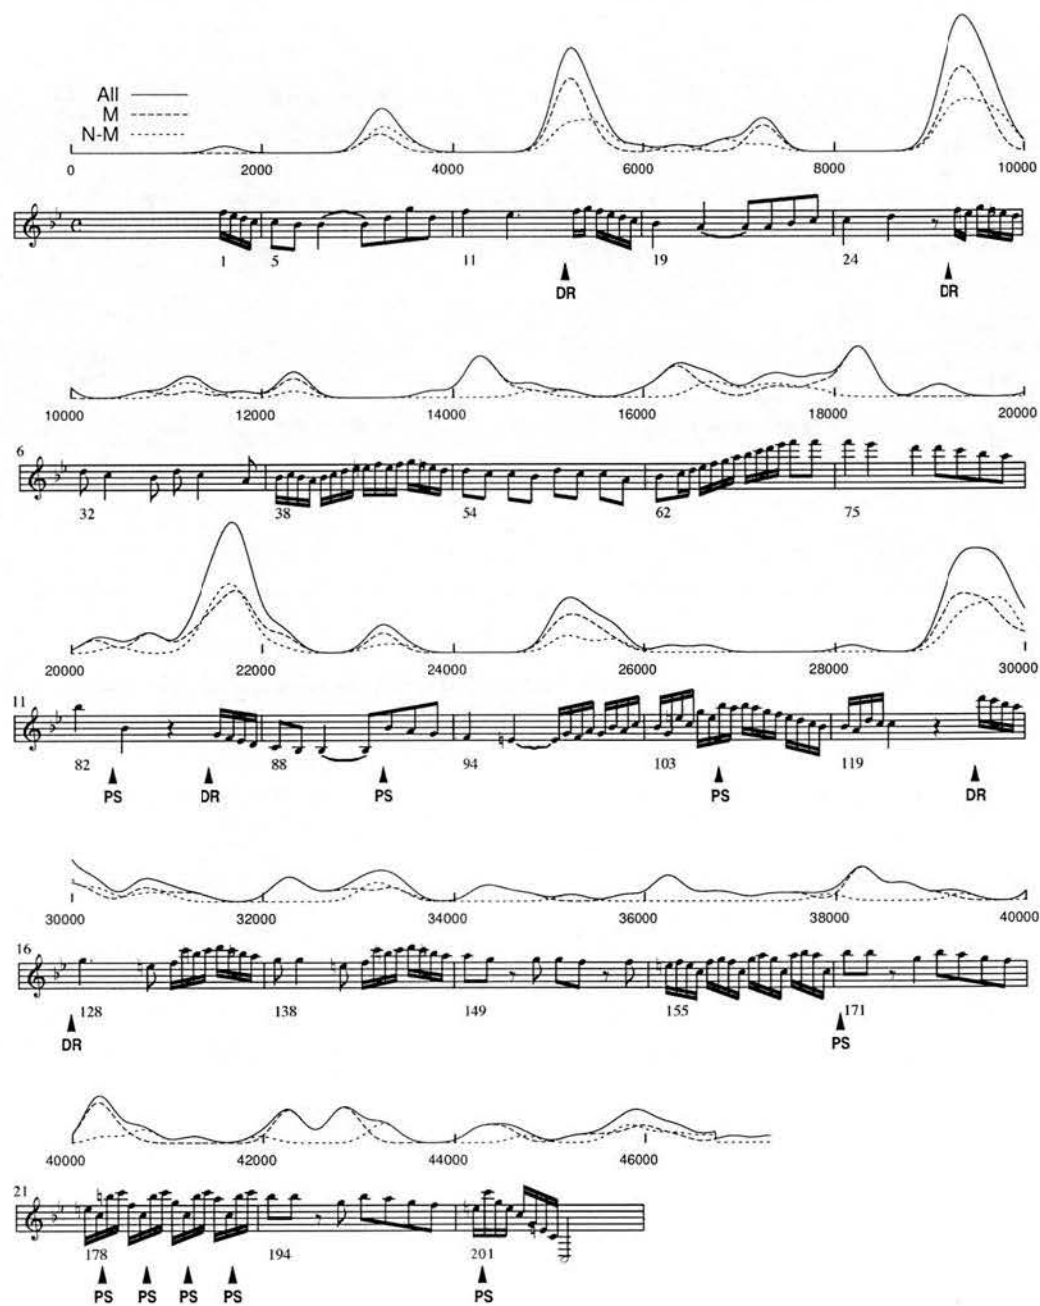 All
M
N-M
0 2000 4000 6000 8000 10000
1 5 11 19 24
DR DR
10000 12000 14000 16000 18000 20000
6
32 38 54 62 75
20000 22000 24000 26000 28000 30000
11
82 88 94 103 119
PS DR PS PS DR
30000 32000 34000 36000 38000 40000
16
128 138 149 155 171
DR PS
40000 42000 44000 46000
21
178 194 201
PS PS PS PS PS